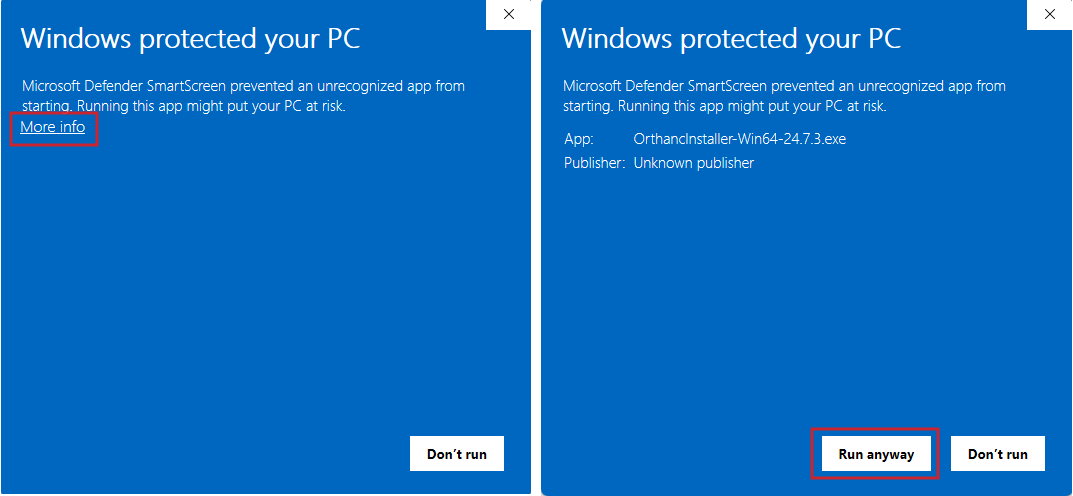 Windows protected your PC
Microsoft Defender SmartScreen prevented an unrecognized app from
starting. Running this app might put your PC at risk.
More info
Don't run
Windows protected your PC
Microsoft Defender SmartScreen prevented an unrecognized app from
starting. Running this app might put your PC at risk.
App: OrthancInstaller-Win64-24.7.3.exe
Publisher: Unknown publisher
Run anyway Don't run